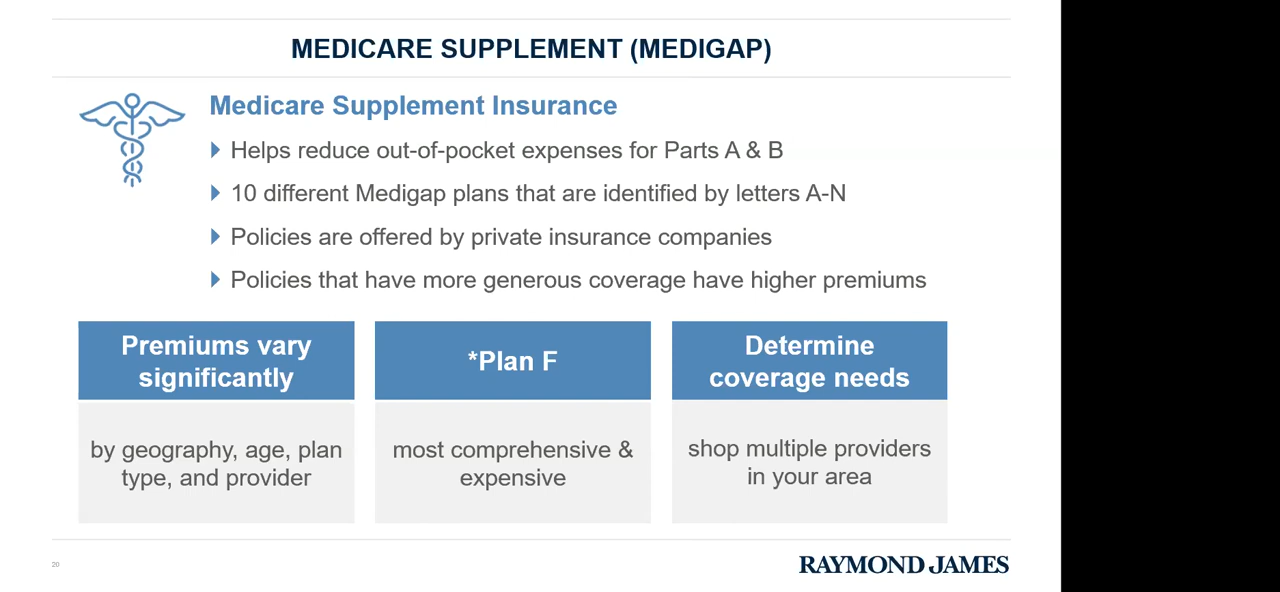 MEDICARE SUPPLEMENT (MEDIGAP)
Medicare Supplement Insurance
Helps reduce out-of-pocket expenses for Parts A & B
10 different Medigap plans that are identified by letters A-N
Policies are offered by private insurance companies
Policies that have more generous coverage have higher premiums
Premiums vary
significantly
by geography, age, plan
type, and provider
*Plan F
most comprehensive &
expensive
Determine
coverage needs
shop multiple providers
in your area
20
RAYMOND JAMES